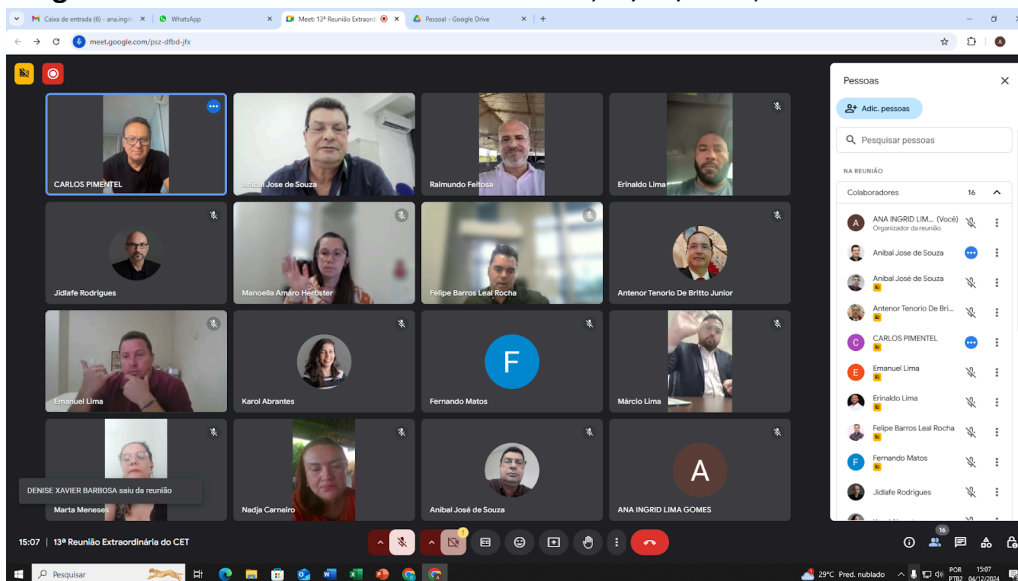 Caixa de entrada (6) - ana.ingri
WhatsApp
Meet: 13ª Reunião Extraord
Pessoal - Google Drive
meet.google.com/psz-dfbd-jfx
CARLOS PIMENTEL
Anibal Jose de Souza
Raimundo Feitosa
Erinaldo Lima
Jidlafe Rodrigues
Manoella Amaro Herbster
Felipe Barros Leal Rocha
Antenor Tenorio De Britto Junior
Emanuel Lima
Karol Abrantes
F
Fernando Matos
Márcio Lima
DENISE XAVIER BARBOSA saiu da reunião
Marta Meneses
Nadja Carneiro
Anibal José de Souza
A
ANA INGRID LIMA GOMES
Pessoas
Adic. pessoas
Pesquisar pessoas
NA REUNIÃO
Colaboradores 16
A ANA INGRID LIM... (Você)
Organizador da reunião
Anibal Jose de Souza
Anibal José de Souza
Antenor Tenorio De Bri...
C CARLOS PIMENTEL
E Emanuel Lima
Erinaldo Lima
Felipe Barros Leal Rocha
F Fernando Matos
Jidlafe Rodrigues
15:07 | 13ª Reunião Extraordinária do CET
16
Pesquisar
29°C Pred. nublado
POR 15:07
PTB2 04/12/2024